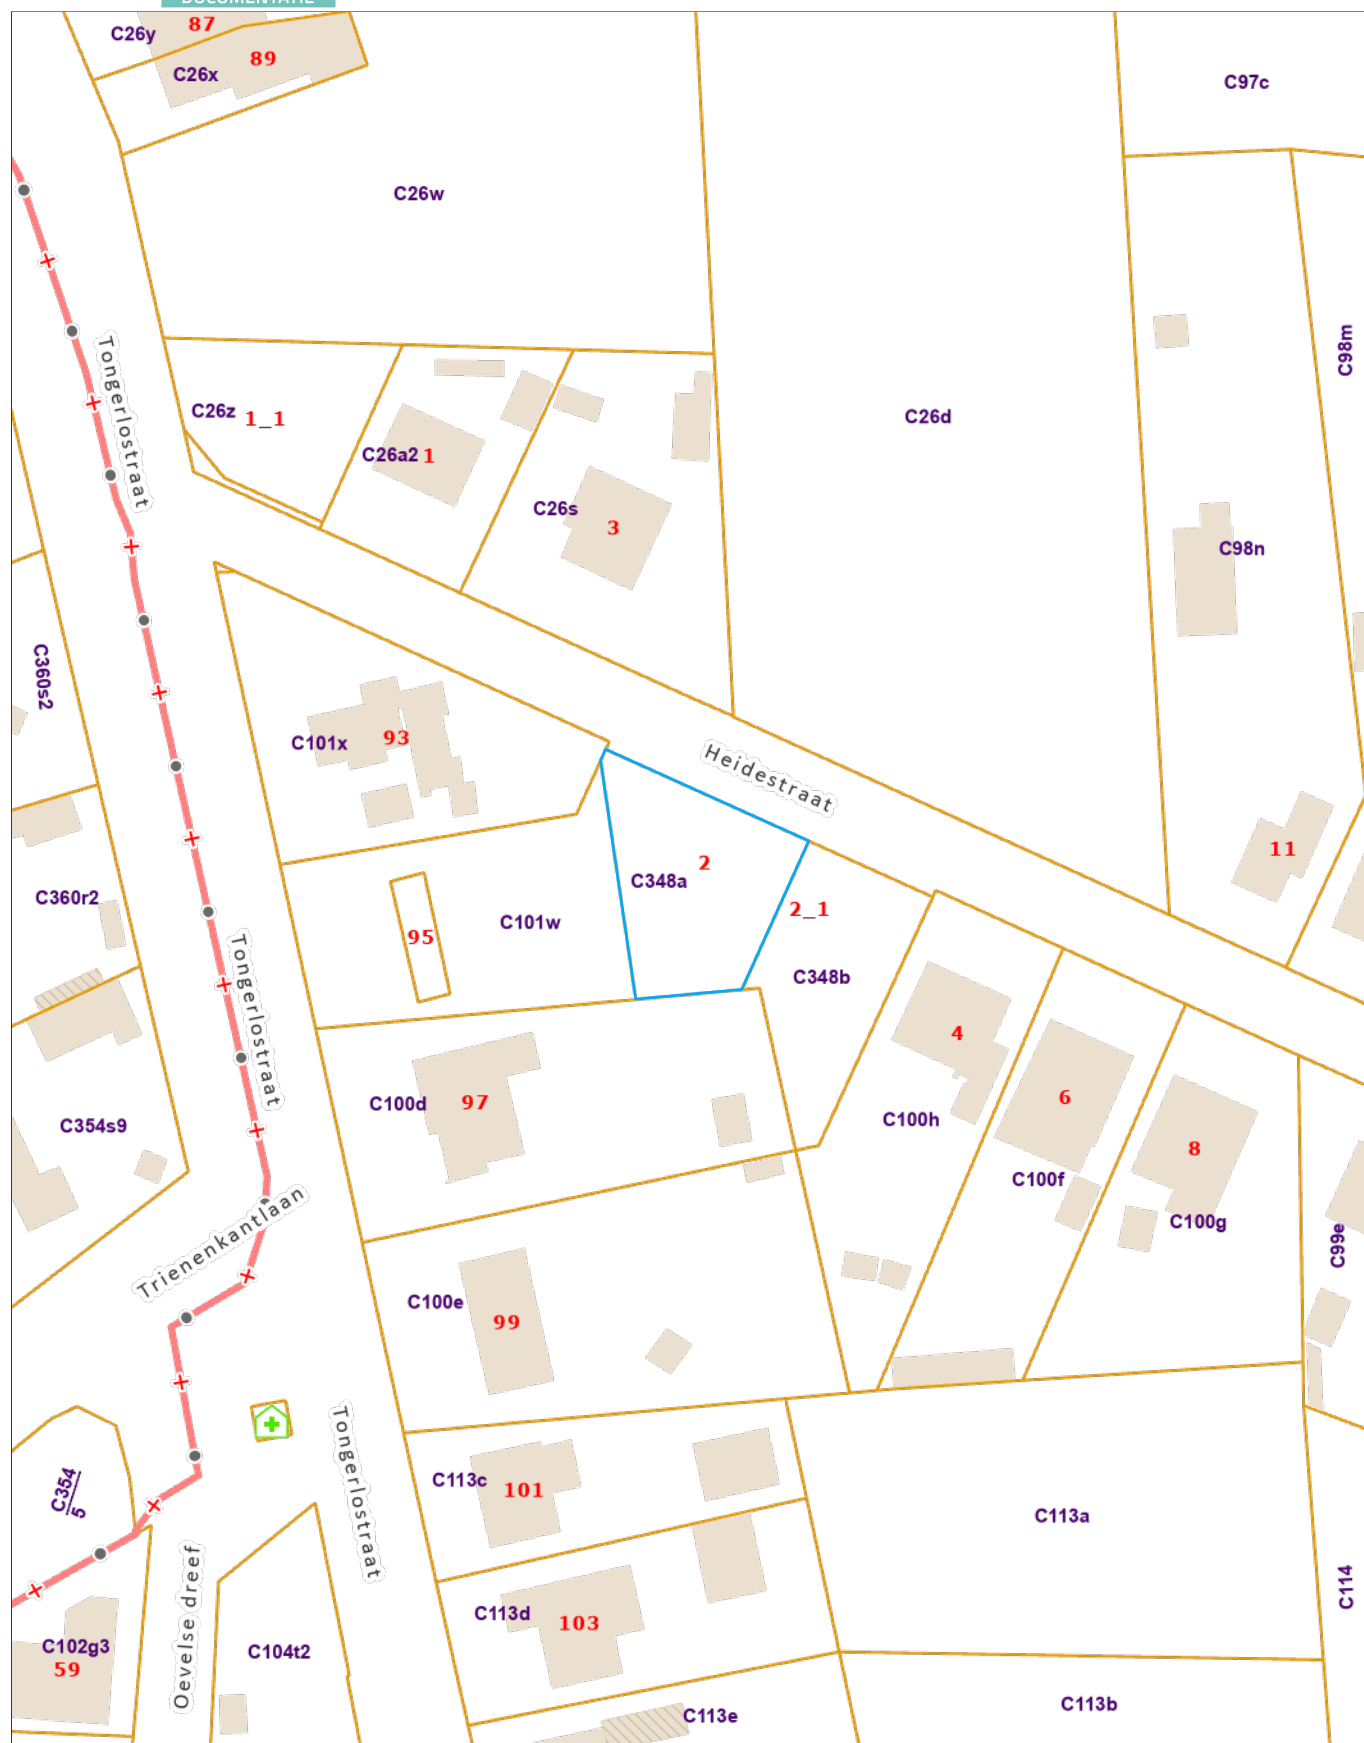 DOCUMENTATIE
87
C26y
89
C26x
C97c
C26w
Tongerlostraat
C98m
C26z
1_1
C26a2
1
C26d
C26s
3
C98n
C360s2
C101x
93
Heidestraat
C360r2
2
C348a
11
C101w
95
2_1
C348b
Tongerlostraat
4
C100d
97
C100h
6
C354s9
8
C100f
Trienenkantlaan
C100g
C99e
C100e
99
Tongerlostraat
C113c
101
C354
5
C113a
Oevelse dreef
C113d
103
C114
C102g3
59
C104t2
C113e
C113b